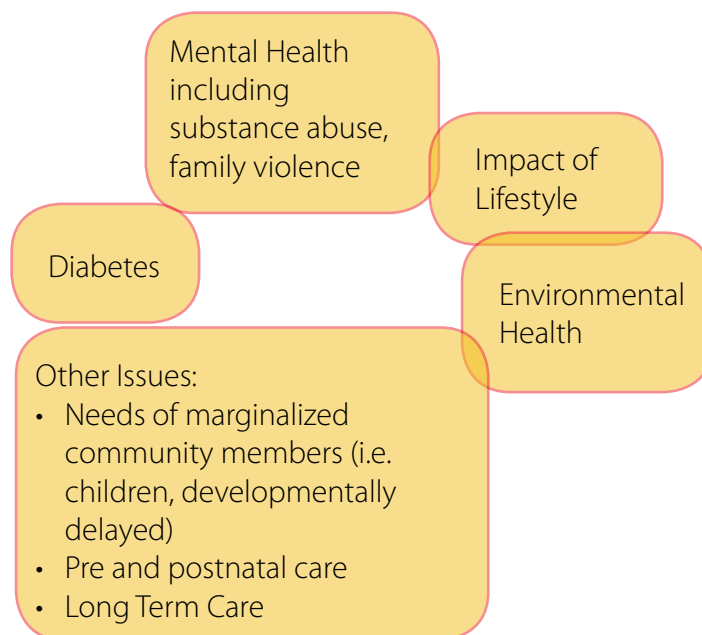 Mental Health
including
substance abuse,
family violence
Impact of
Lifestyle
Diabetes
Environmental
Health
Other Issues:
• Needs of marginalized
community members (i.e.
children, developmentally
delayed)
• Pre and postnatal care
• Long Term Care